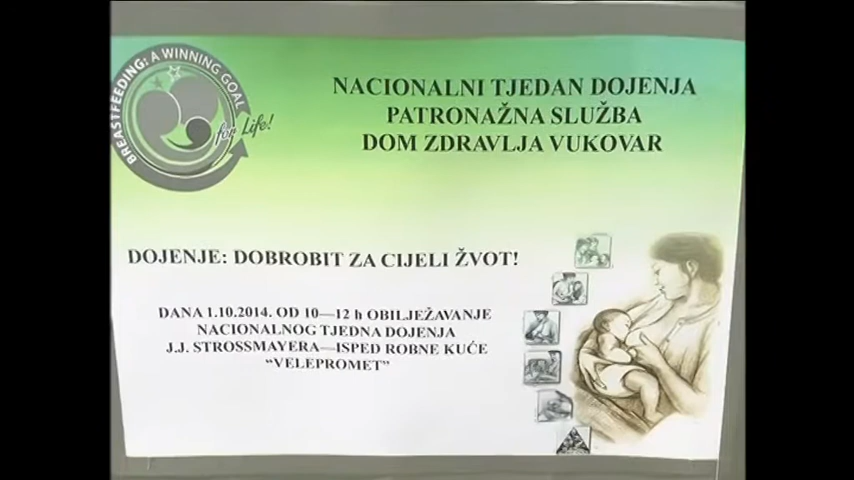 BREASTFEEDING: A WINNING GOAL
for Life!
NACIONALNI TJEDAN DOJENJA
PATRONAŽNA SLUŽBA
DOM ZDRAVLJA VUKOVAR
DOJENJE: DOBROBIT ZA CIJELI ŽVOT!
DANA 1.10.2014. OD 10—12 h OBILJEŽAVANJE
NACIONALNOG TJEDNA DOJENJA
J.J. STROSSMAYERA—ISPED ROBNE KUĆE
“VELEPROMET”